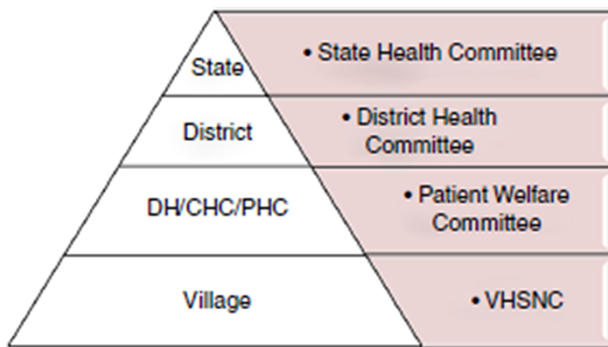 State
• State Health Committee
District
• District Health
Committee
DH/CHC/PHC
• Patient Welfare
Committee
Village
• VHSNC